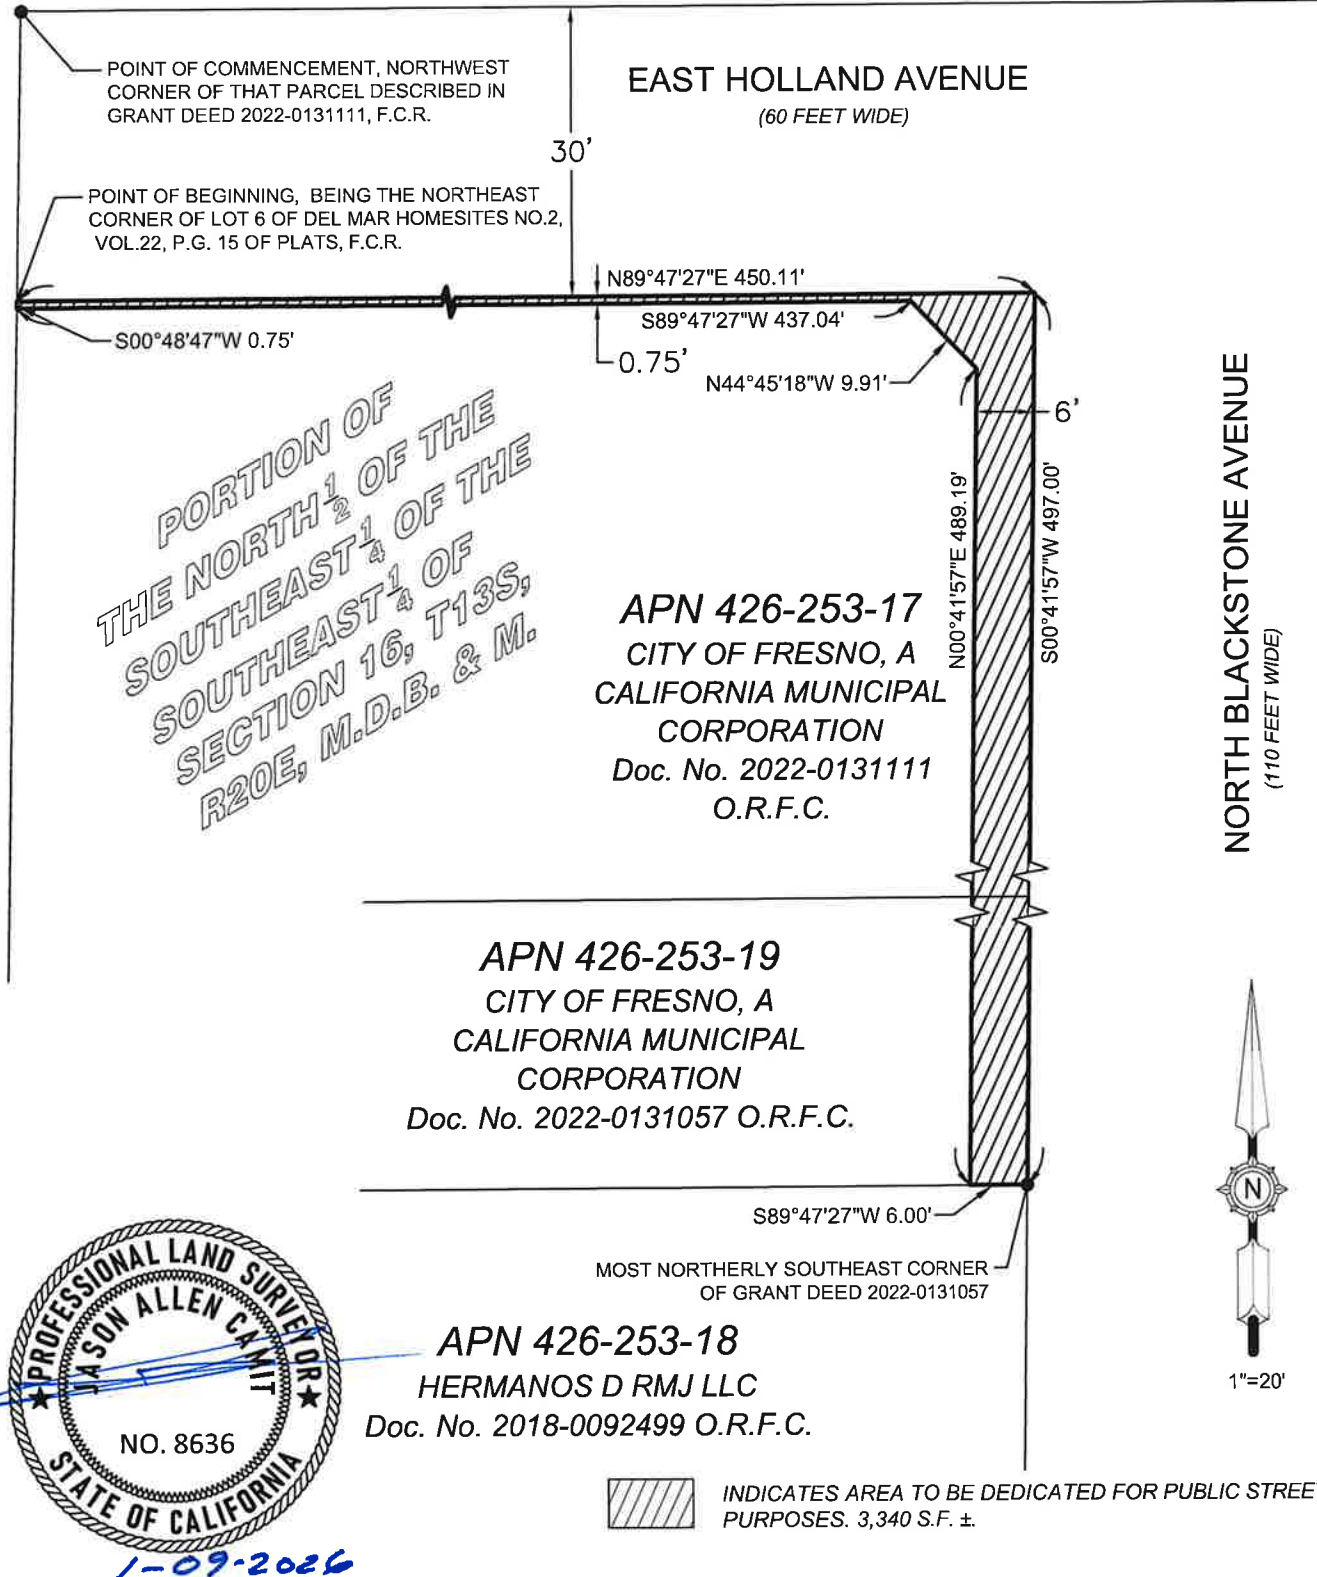 POINT OF COMMENCEMENT, NORTHWEST
CORNER OF THAT PARCEL DESCRIBED IN
GRANT DEED 2022-0131111, F.C.R.
EAST HOLLAND AVENUE
(60 FEET WIDE)
30'
POINT OF BEGINNING, BEING THE NORTHEAST
CORNER OF LOT 6 OF DEL MAR HOMESITES NO.2,
VOL.22, P.G. 15 OF PLATS, F.C.R.
N89°47'27"E 450.11'
S89°47'27"W 437.04'
S00°48'47"W 0.75'
0.75'
N44°45'18"W 9.91'
6'
N00°41'57"E 489.19'
S00°41'57"W 497.00'
NORTH BLACKSTONE AVENUE
(110 FEET WIDE)
PORTION OF
THE NORTH 1/2 OF THE
SOUTHEAST 1/4 OF THE
SOUTHEAST 1/4 OF
SECTION 16, T13S,
R20E, M.D.B. & M.
APN 426-253-17
CITY OF FRESNO, A
CALIFORNIA MUNICIPAL
CORPORATION
Doc. No. 2022-0131111
O.R.F.C.
APN 426-253-19
CITY OF FRESNO, A
CALIFORNIA MUNICIPAL
CORPORATION
Doc. No. 2022-0131057 O.R.F.C.
S89°47'27"W 6.00'
MOST NORTHERLY SOUTHEAST CORNER
OF GRANT DEED 2022-0131057
N
1"=20'
APN 426-253-18
HERMANOS D RMJ LLC
Doc. No. 2018-0092499 O.R.F.C.
PROFESSIONAL LAND SURVEYOR
JASON ALLEN CAMIT
NO. 8636
STATE OF CALIFORNIA
1-09-2026
INDICATES AREA TO BE DEDICATED FOR PUBLIC STREE
PURPOSES. 3,340 S.F. ±.